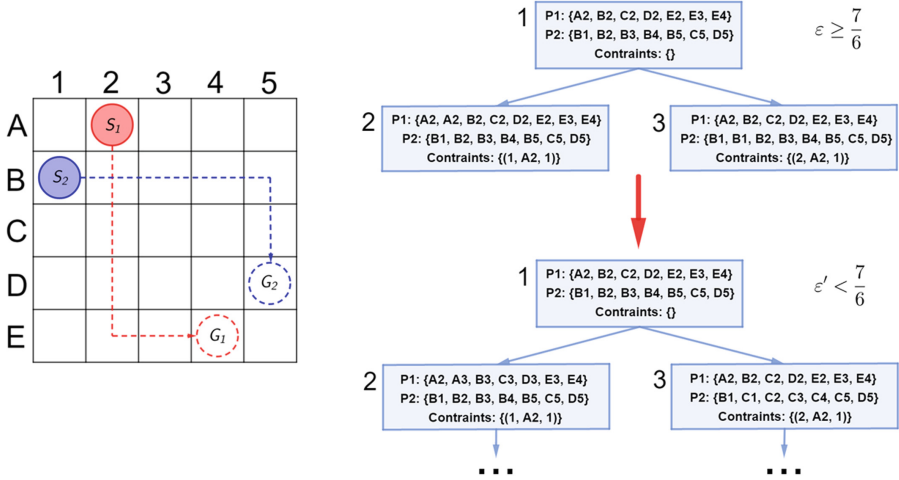 1 2 3 4 5
A
B
C
D
E
S1
S2
G2
G1
1
P1: {A2, B2, C2, D2, E2, E3, E4}
P2: {B1, B2, B3, B4, B5, C5, D5}
Contraints: {}
ε ≥ 7/6
2
P1: {A2, A2, B2, C2, D2, E2, E3, E4}
P2: {B1, B2, B3, B4, B5, C5, D5}
Contraints: {(1, A2, 1)}
3
P1: {A2, B2, C2, D2, E2, E3, E4}
P2: {B1, B1, B2, B3, B4, B5, C5, D5}
Contraints: {(2, A2, 1)}
1
P1: {A2, B2, C2, D2, E2, E3, E4}
P2: {B1, B2, B3, B4, B5, C5, D5}
Contraints: {}
ε′ < 7/6
2
P1: {A2, A3, B3, C3, D3, E3, E4}
P2: {B1, B2, B3, B4, B5, C5, D5}
Contraints: {(1, A2, 1)}
...
3
P1: {A2, B2, C2, D2, E2, E3, E4}
P2: {B1, C1, C2, C3, C4, C5, D5}
Contraints: {(2, A2, 1)}
...